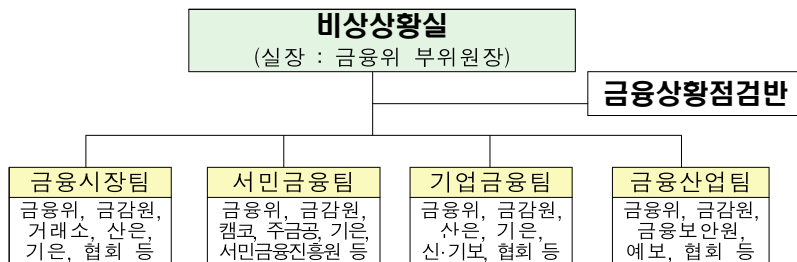 비상상황실
(실장 : 금융위 부위원장)
금융상황점검반
금융시장팀
금융위, 금감원,
거래소, 산은,
기은, 협회 등
서민금융팀
금융위, 금감원,
캠코, 주금공, 기은,
서민금융진흥원 등
기업금융팀
금융위, 금감원,
산은, 기은,
신·기보, 협회 등
금융산업팀
금융위, 금감원,
금융보안원,
예보, 협회 등